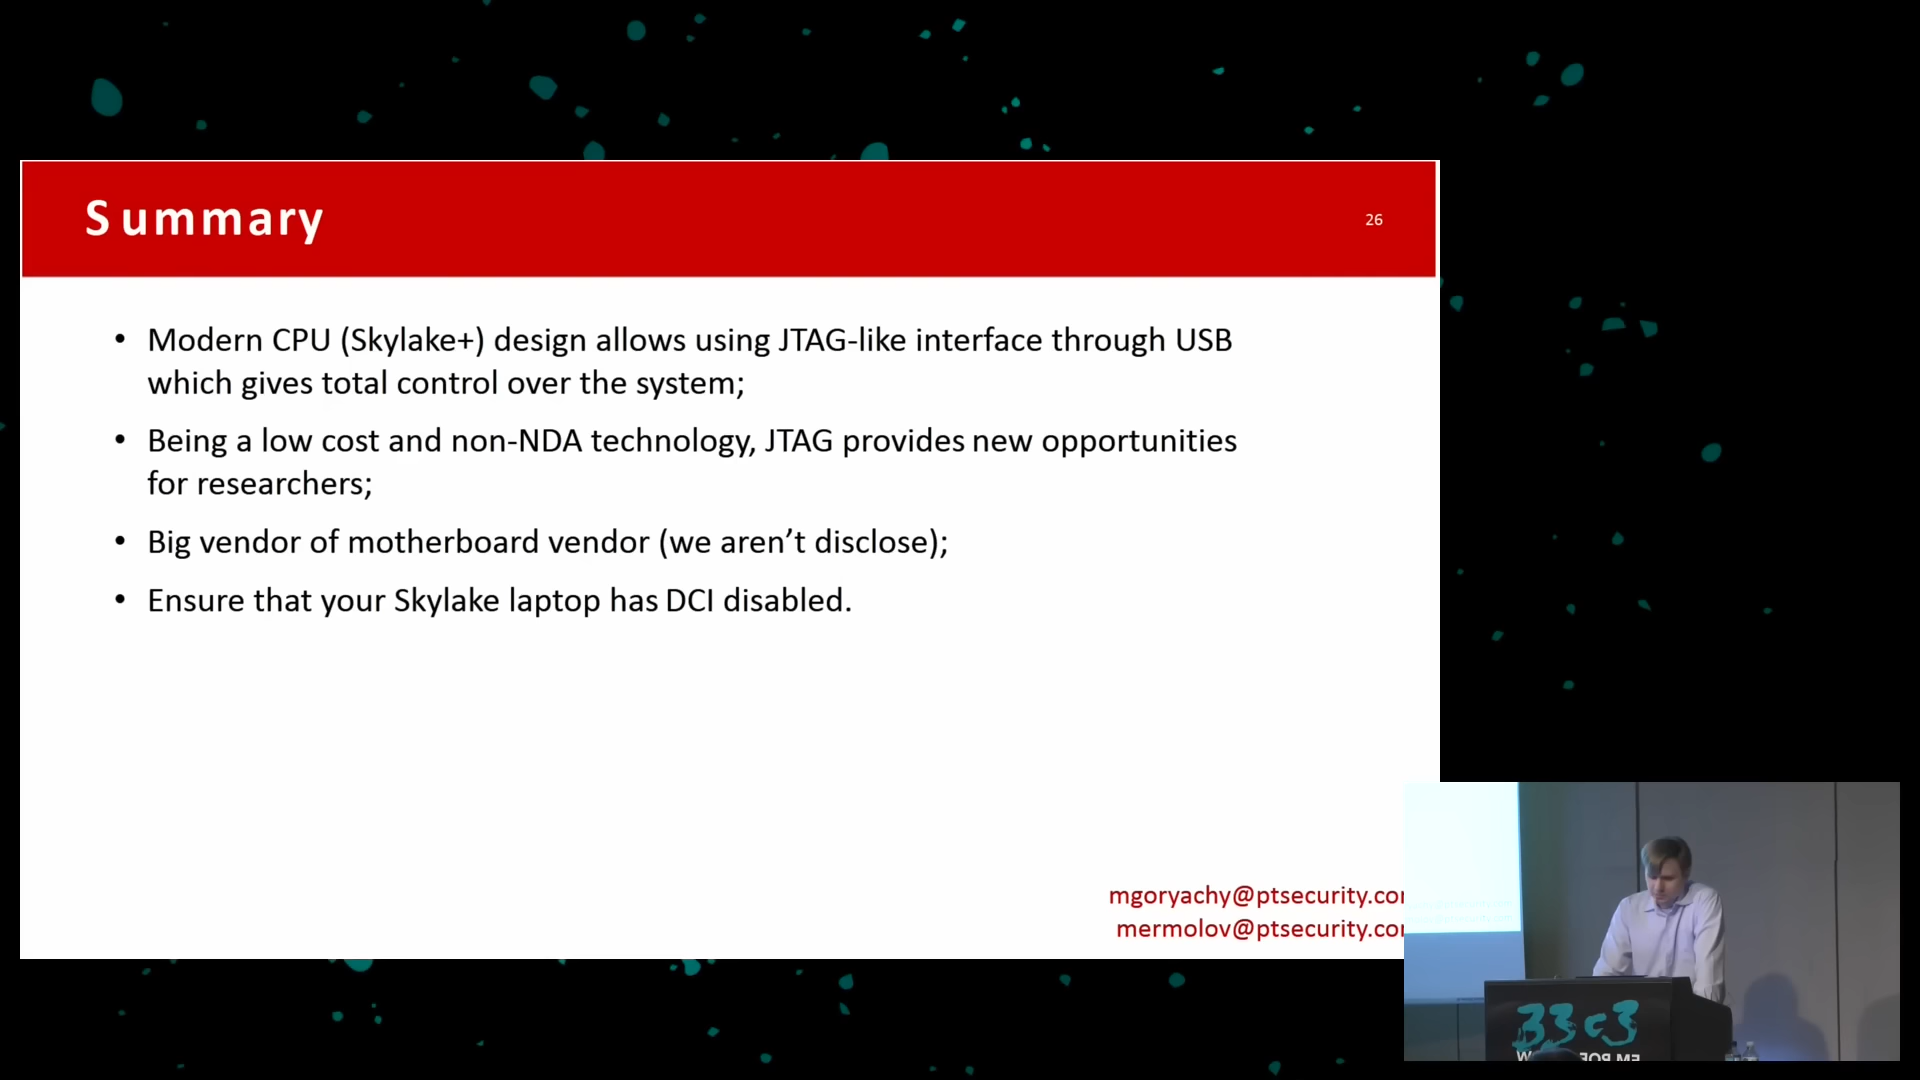 Summary
26
• Modern CPU (Skylake+) design allows using JTAG-like interface through USB
which gives total control over the system;
• Being a low cost and non-NDA technology, JTAG provides new opportunities
for researchers;
• Big vendor of motherboard vendor (we aren’t disclose);
• Ensure that your Skylake laptop has DCI disabled.
mgoryachy@ptsecurity.co
mermolov@ptsecurity.co
33c3